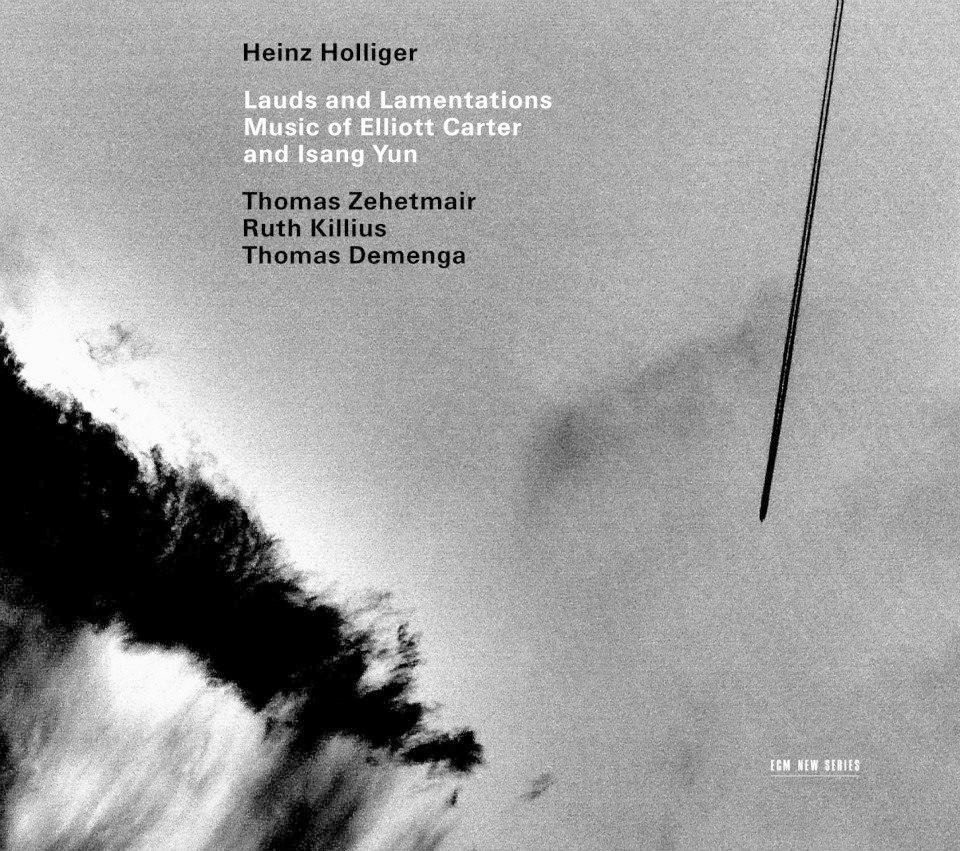 Heinz Holliger
Lauds and Lamentations
Music of Elliott Carter
and Isang Yun
Thomas Zehetmair
Ruth Killius
Thomas Demenga
ECM NEW SERIES